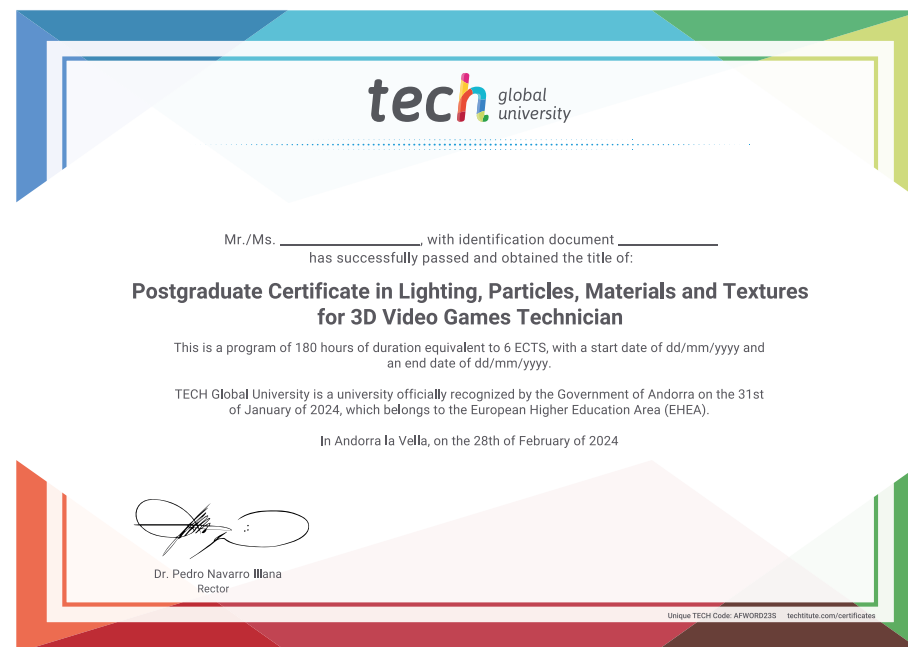 tech global
university
Mr./Ms. ____________, with identification document ____________
has successfully passed and obtained the title of:
Postgraduate Certificate in Lighting, Particles, Materials and Textures
for 3D Video Games Technician
This is a program of 180 hours of duration equivalent to 6 ECTS, with a start date of dd/mm/yyyy and
an end date of dd/mm/yyyy.
TECH Global University is a university officially recognized by the Government of Andorra on the 31st
of January of 2024, which belongs to the European Higher Education Area (EHEA).
In Andorra la Vella, on the 28th of February of 2024
Dr. Pedro Navarro Illana
Rector
Unique TECH Code: AFWORD23S techtitute.com/certificates